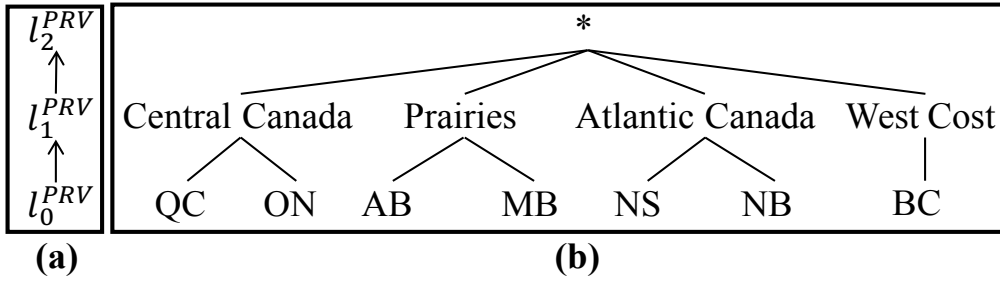 l_2^{PRV} *
l_1^{PRV} Central Canada Prairies Atlantic Canada West Cost
l_0^{PRV} QC ON AB MB NS NB BC
(a) (b)